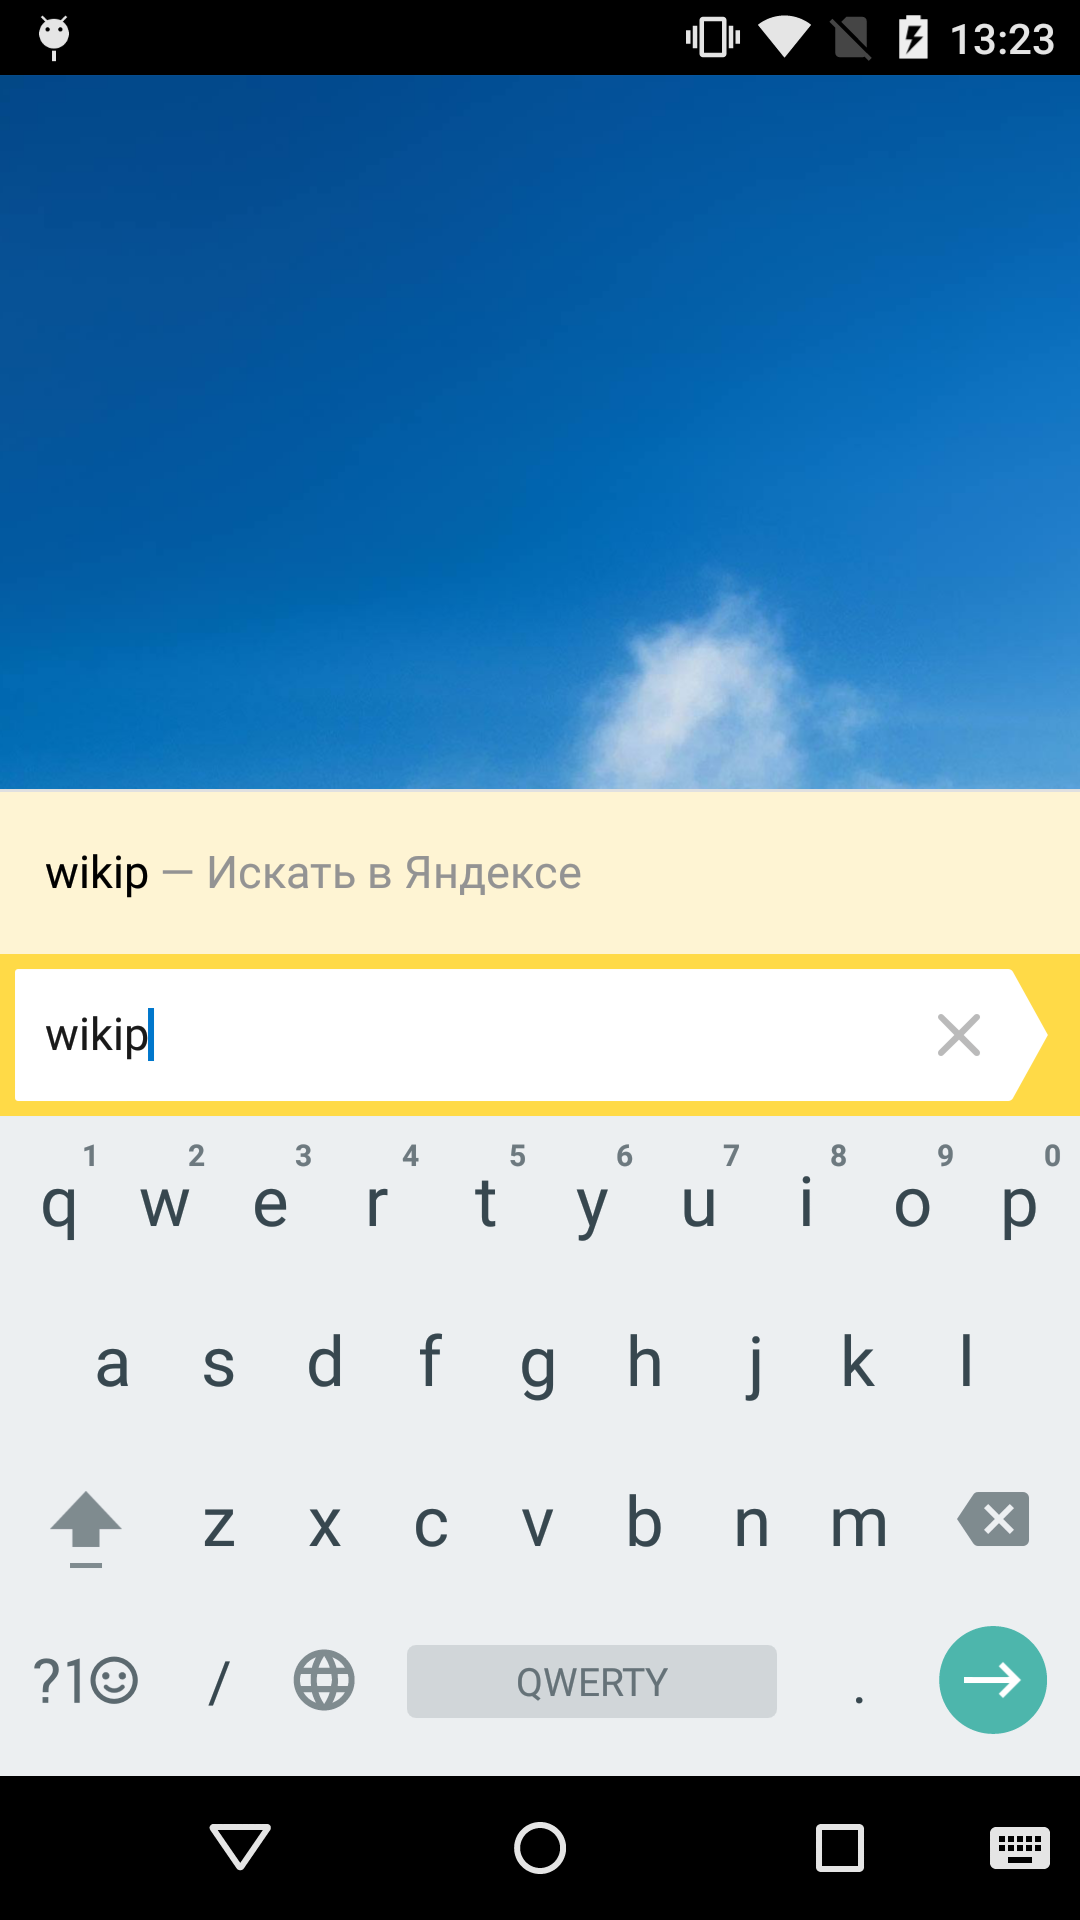 13:23
wikip — Искать в Яндексе
wikip
1 2 3 4 5 6 7 8 9 0
q w e r t y u i o p
a s d f g h j k l
z x c v b n m
?1☺ / QWERTY .